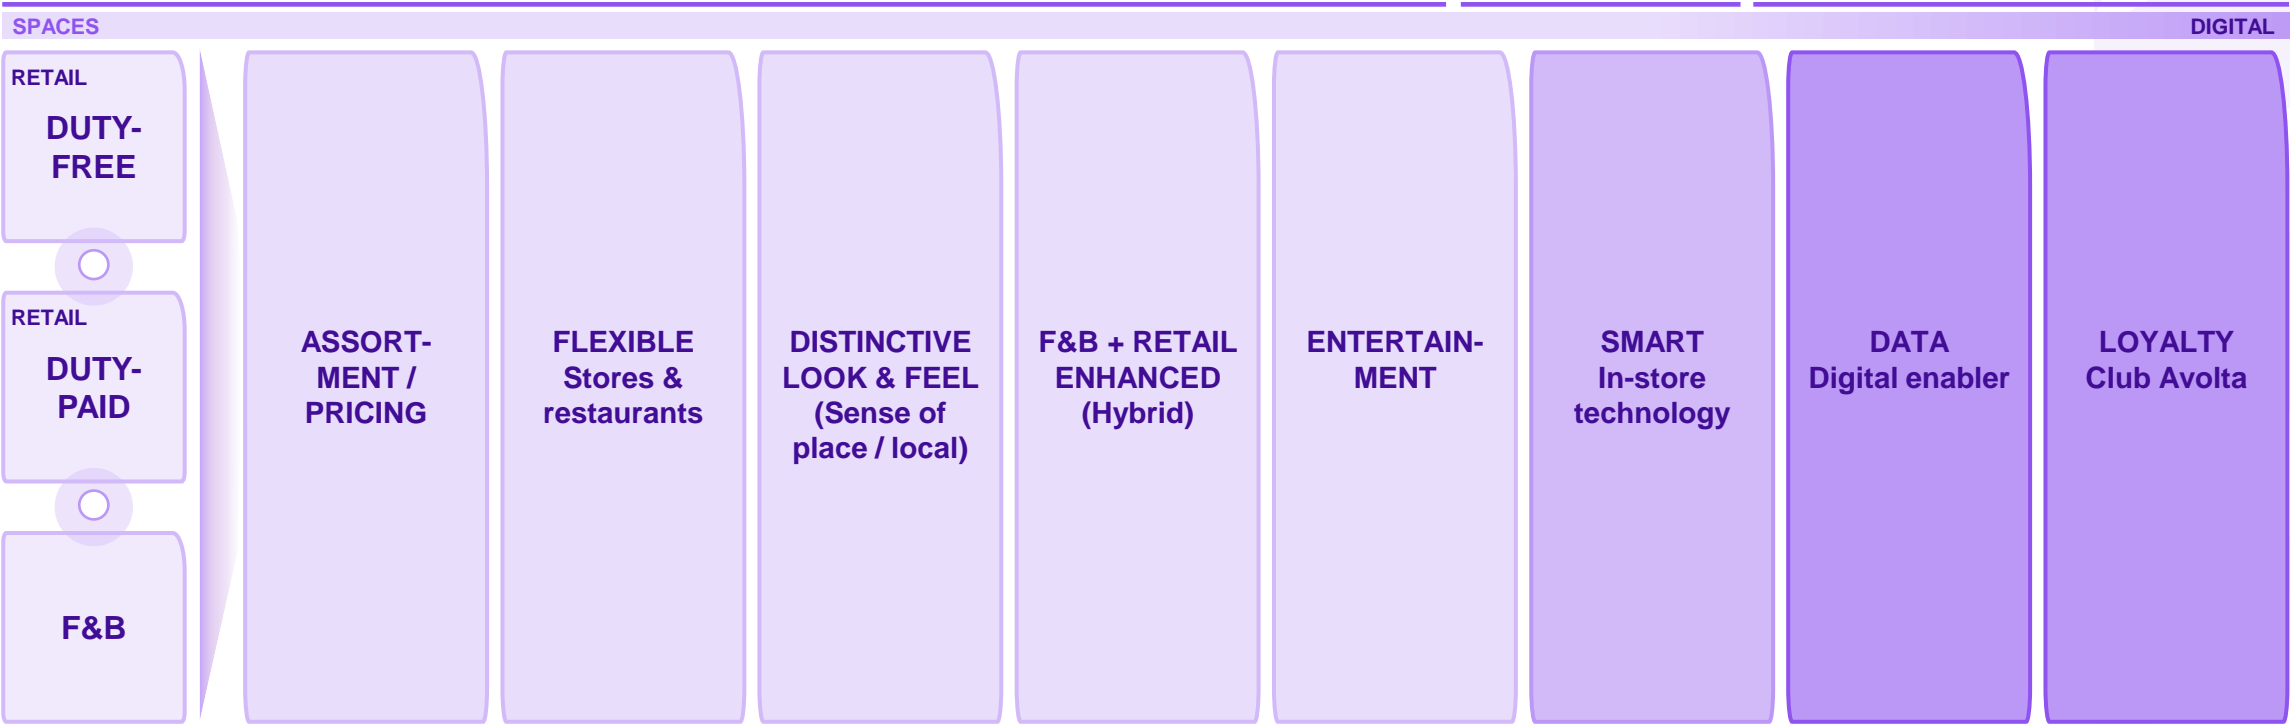 SPACES
DIGITAL
RETAIL
DUTY-
FREE
RETAIL
DUTY-
PAID
F&B
ASSORT-
MENT /
PRICING
FLEXIBLE
Stores &
restaurants
DISTINCTIVE
LOOK & FEEL
(Sense of
place / local)
F&B + RETAIL
ENHANCED
(Hybrid)
ENTERTAIN-
MENT
SMART
In-store
technology
DATA
Digital enabler
LOYALTY
Club Avolta